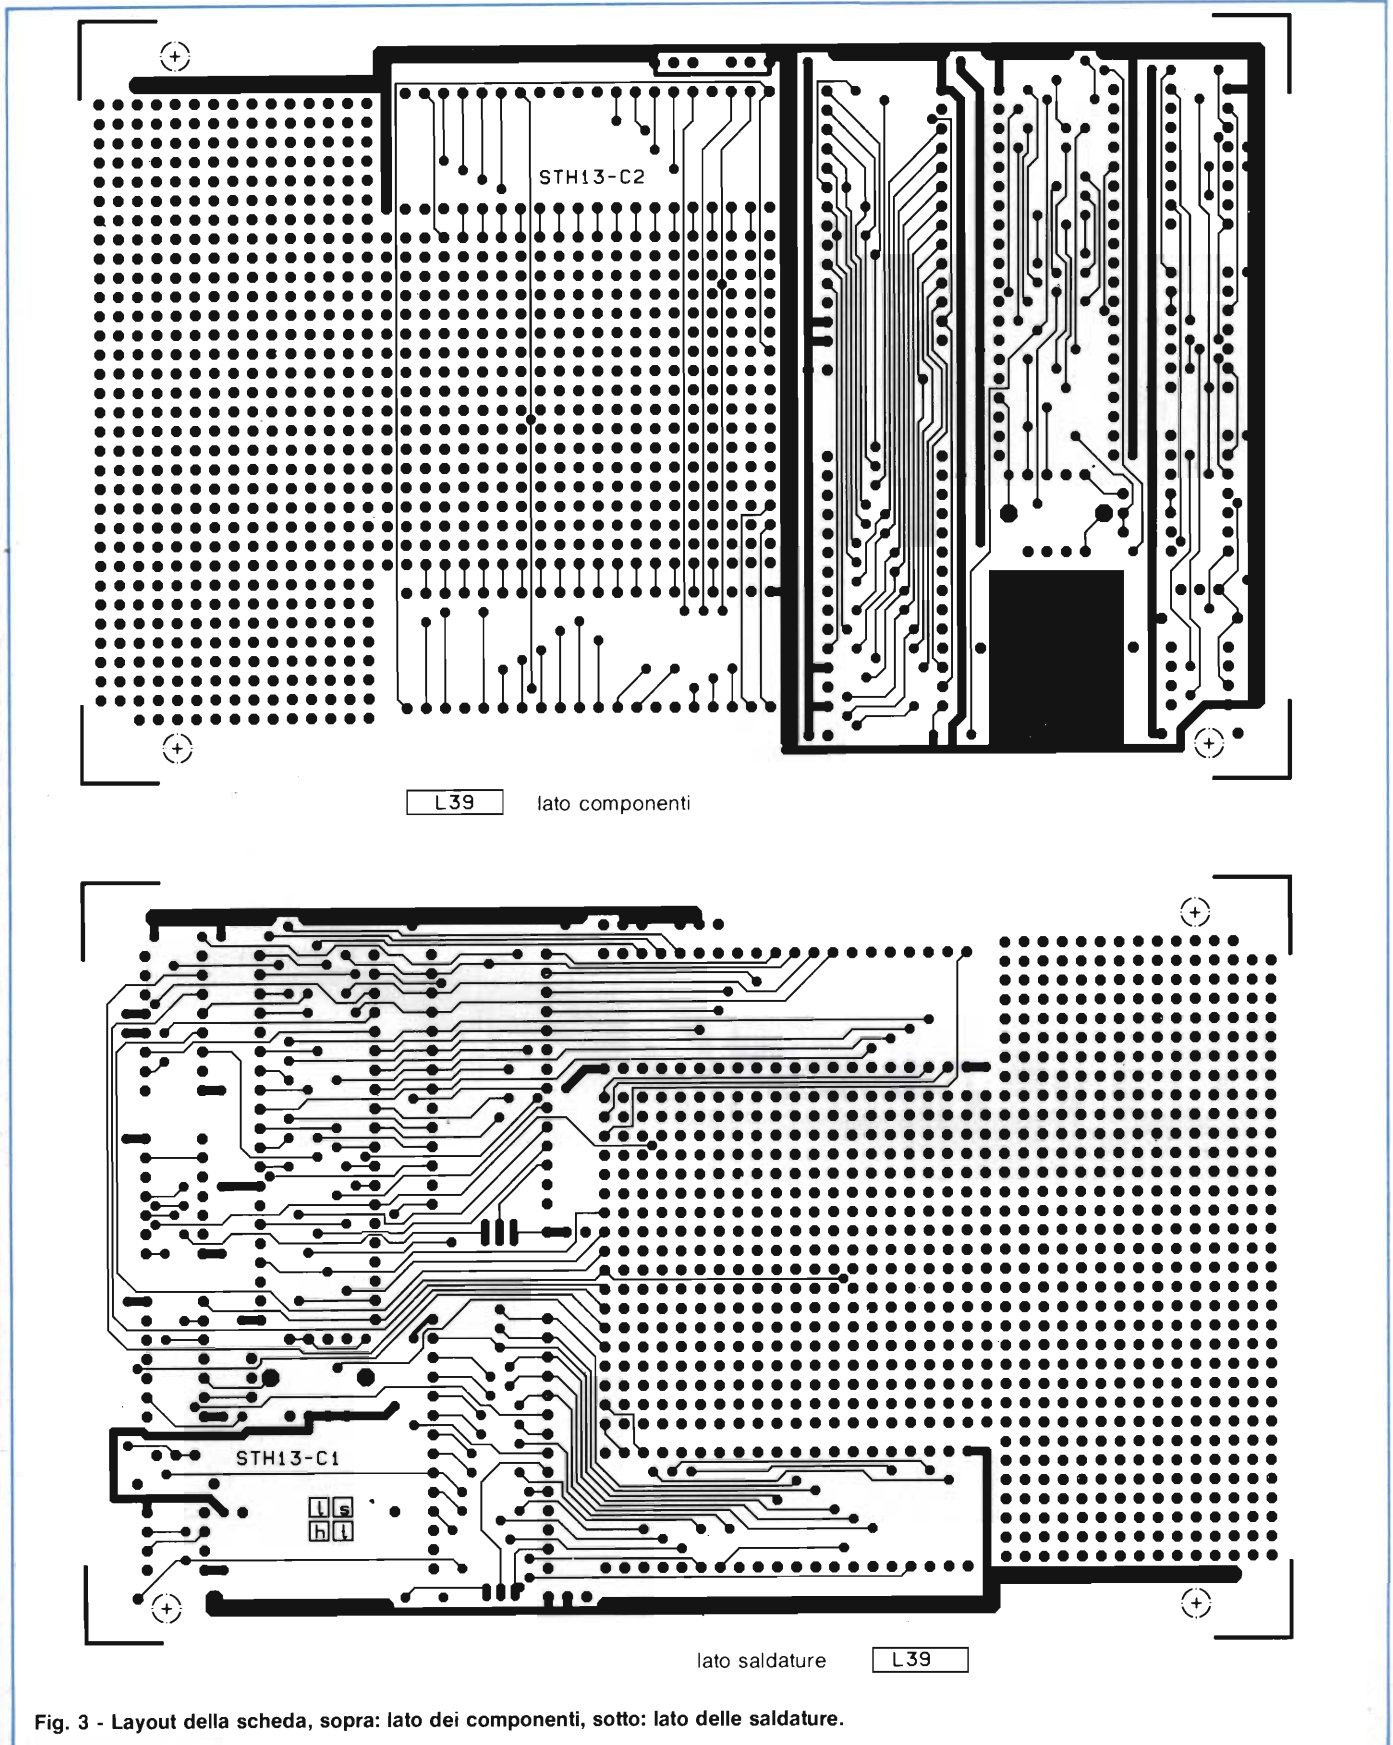 STH13-C2
L39 lato componenti
STH13-C1
l s
h l
lato saldature L39
Fig. 3 - Layout della scheda, sopra: lato dei componenti, sotto: lato delle saldature.